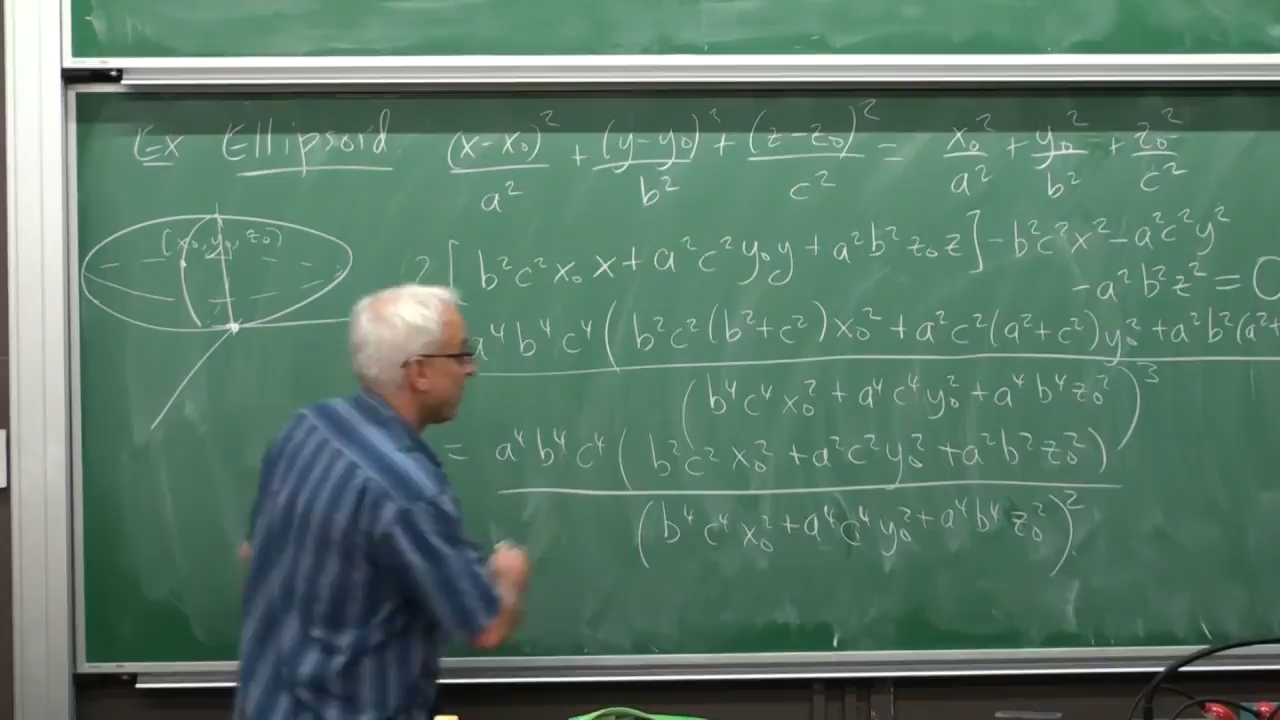 Ex Ellipsoid (x-x₀)²/a² + (y-y₀)²/b² + (z-z₀)²/c² = x₀²/a² + y₀²/b² + z₀²/c²
(x₀, y₀, z₀)
2[b²c²x₀x + a²c²y₀y + a²b²z₀z] - b²c²x² - a²c²y²
- a²b²z² = 0
a⁴b⁴c⁴(b²c²(b²+c²)x₀² + a²c²(a²+c²)y₀² + a²b²(a²+
(b⁴c⁴x₀² + a⁴c⁴y₀² + a⁴b⁴z₀²)³
= a⁴b⁴c⁴(b²c²x₀² + a²c²y₀² + a²b²z₀²)
(b⁴c⁴x₀² + a⁴c⁴y₀² + a⁴b⁴z₀²)²